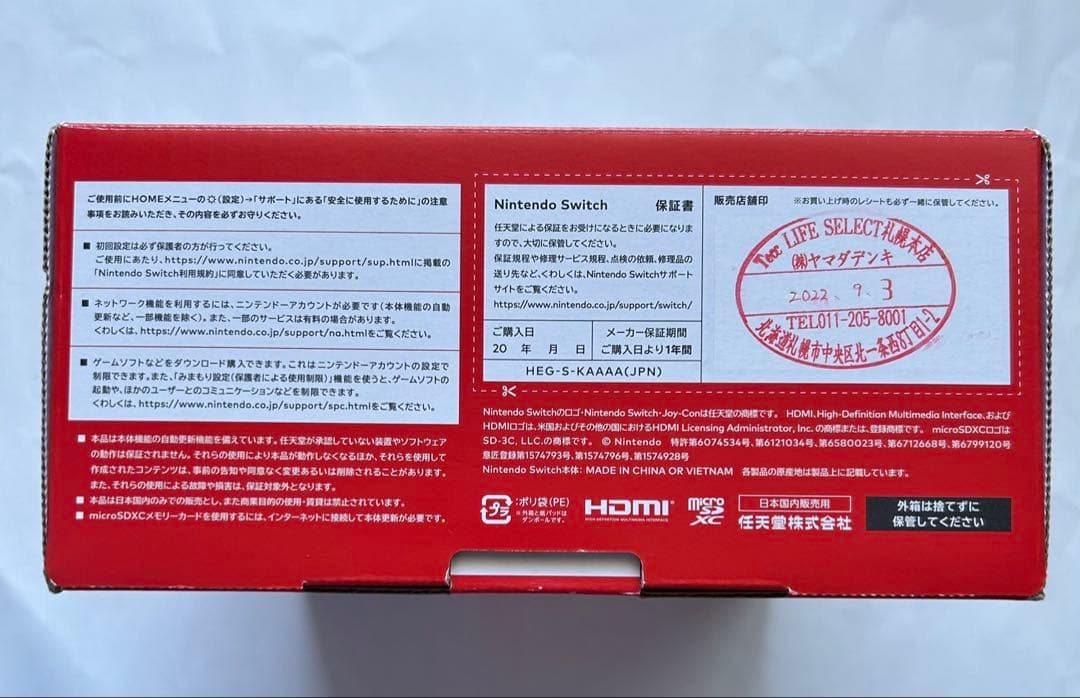 ご使用前にHOMEメニューの(設定)→「サポート」にある「安全に使用するために」の注意
事項をお読みいただき、その内容を必ずお守りください。
■ 初回設定は必ず保護者の方が行ってください。
ご使用にあたり、https://www.nintendo.co.jp/support/sup.htmlに掲載の
「Nintendo Switch利用規約」に同意していただく必要があります。
■ ネットワーク機能を利用するには、ニンテンドーアカウントが必要です(本体機能の自動
更新など、一部機能を除く)。また、一部のサービスは有料の場合があります。
くわしくは、https://www.nintendo.co.jp/support/na.htmlをご覧ください。
■ ゲームソフトなどをダウンロード購入できます。これはニンテンドーアカウントの設定で
制限できます。また、「みまもり設定(保護者による使用制限)」機能を使うと、ゲームソフトの
起動や、ほかのユーザーとのコミュニケーションなどを制限できます。
くわしくは、https://www.nintendo.co.jp/support/spc.htmlをご覧ください。
■ 本品は本体機能の自動更新機能を備えています。任天堂が承認していない装置やソフトウェア
の動作は保証されません。それらの使用により本品が動作しなくなるほか、それらを使用して
作成されたコンテンツは、事前の告知や同意なく変更あるいは削除されることがあります。
また、それらの使用による故障や損害は、保証対象外となります。
■ 本品は日本国内のみでの販売とし、また商業目的の使用・賃貸は禁止されています。
■ microSDXCメモリーカードを使用するには、インターネットに接続して本体更新が必要です。
Nintendo Switch 保証書
任天堂による保証をお受けになるときに必要になりま
すので、大切に保管してください。
保証規程や修理サービス規程、点検の依頼、修理品の
送り先など、くわしくは、Nintendo Switchサポート
サイトをご覧ください。
https://www.nintendo.co.jp/support/switch/
ご購入日
20 年 月 日
メーカー保証期間
ご購入日より1年間
HEG-S-KAAAA(JPN)
販売店舗印 ※お買い上げ時のレシートも必ず一緒に保管してください。
Tecc LIFE SELECT札幌本店
(株)ヤマダデンキ
2022. 9. 3
TEL011-205-8001
北海道札幌市中央区北一条西8丁目1-2
Nintendo Switchのロゴ・Nintendo Switch・Joy-Conは任天堂の商標です。 HDMI、High-Definition Multimedia Interface、および
HDMIロゴは、米国およびその他の国におけるHDMI Licensing Administrator, Inc. の商標または、登録商標です。 microSDXCロゴは
SD-3C, LLC.の商標です。 © Nintendo 特許第6074534号、第6121034号、第6580023号、第6712668号、第6799120号
意匠登録第1574793号、第1574796号、第1574928号
Nintendo Switch本体: MADE IN CHINA OR VIETNAM 各製品の原産地は製品上に記載しています。
プラ
:ポリ袋(PE)
※外箱と紙パッドは
ダンボールです。
HDMI
HIGH-DEFINITION MULTIMEDIA INTERFACE
micro
SD
XC
日本国内販売用
任天堂株式会社
外箱は捨てずに
保管してください